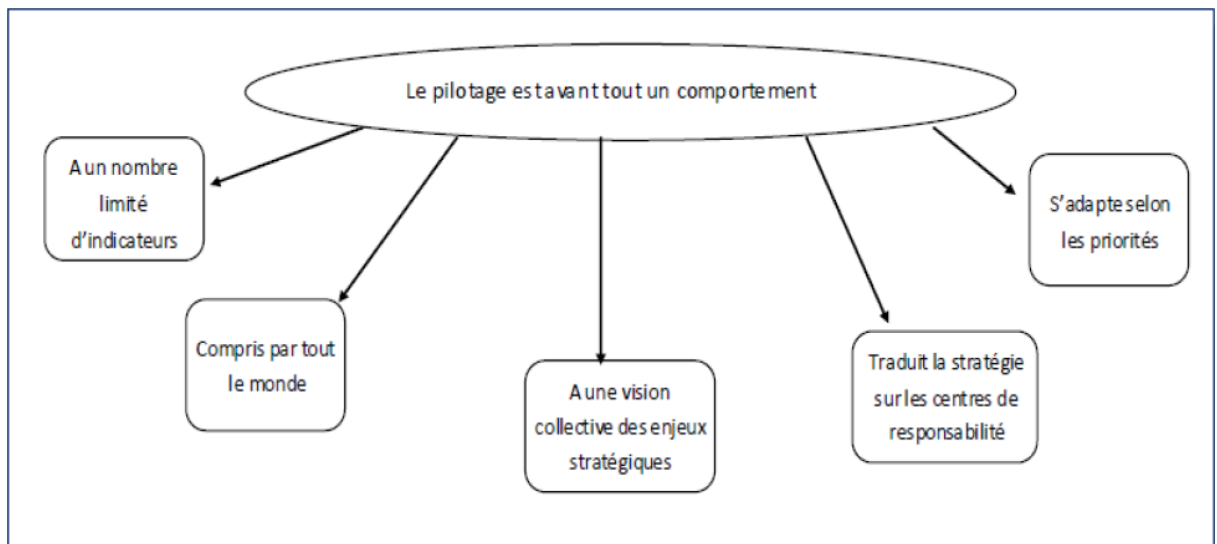 Le pilotage est avant tout un comportement
A un nombre
limité
d'indicateurs
Compris par tout
le monde
A une vision
collective des enjeux
stratégiques
Traduit la stratégie
sur les centres de
responsabilité
S'adapte selon
les priorités